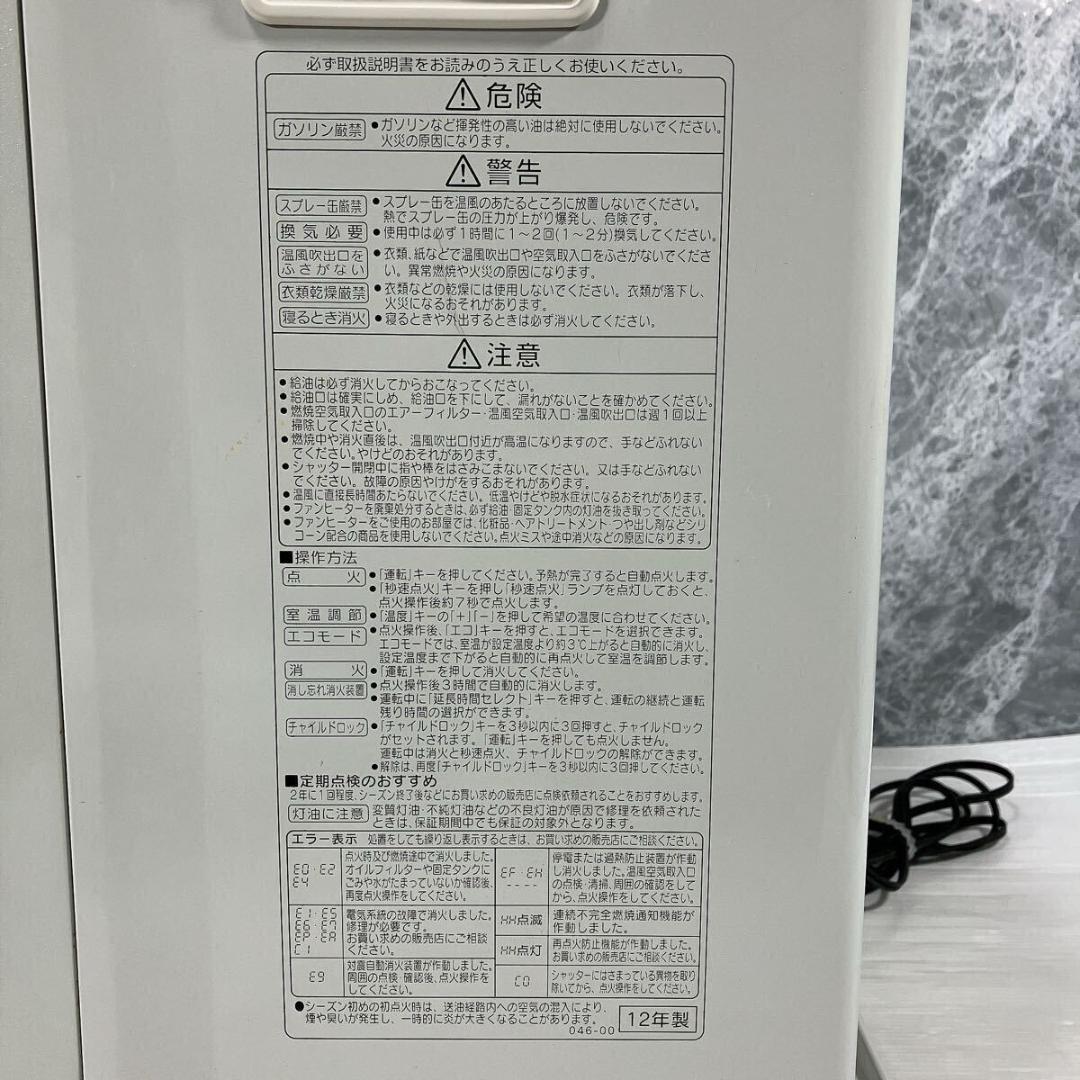 必ず取扱説明書をお読みのうえ正しくお使いください。
危険
ガソリン厳禁
●ガソリンなど揮発性の高い油は絶対に使用しないでください。
火災の原因になります。
警告
スプレー缶厳禁
●スプレー缶を温風のあたるところに放置しないでください。
熱でスプレー缶の圧力が上がり爆発し、危険です。
換気必要
●使用中は必ず1時間に1〜2回(1〜2分)換気してください。
温風吹出口を
ふさがない
●衣類、紙などで温風吹出口や空気取入口をふさがないでくださ
い。異常燃焼や火災の原因になります。
衣類乾燥厳禁
●衣類などの乾燥には使用しないでください。衣類が落下し、
火災になるおそれがあります。
寝るとき消火
●寝るときや外出するときは必ず消火してください。
注意
●給油は必ず消火してからおこなってください。
●給油口は確実にしめ、給油口を下にして、漏れがないことを確かめてください。
●燃焼空気取入口のエアーフィルター・温風空気取入口・温風吹出口は週1回以上
掃除してください。
●燃焼中や消火直後は、温風吹出口付近が高温になりますので、手などふれない
でください。やけどのおそれがあります。
●シャッター開閉中に指や棒をはさみこまないでください。又は手などふれない
でください。故障の原因やけがをするおそれがあります。
●温風に直接長時間あたらないでください。低温やけどや脱水症状になるおそれがあります。
●ファンヒーターを廃棄処分するときは、必ず給油・固定タンク内の灯油を抜き取ってください。
●ファンヒーターをご使用のお部屋では、化粧品・ヘアトリートメント・つや出し剤などシリ
コーン配合の商品を使用しないでください。点火ミスや途中消火などの原因になります。
■操作方法
点火
●「運転」キーを押してください。予熱が完了すると自動点火します。
●「秒速点火」キーを押し「秒速点火」ランプを点灯しておくと、
点火操作後約7秒で点火します。
室温調節
●「温度」キーの「+」「−」を押して希望の温度に合わせてください。
エコモード
●点火操作後、「エコ」キーを押すと、エコモードを選択できます。
エコモードでは、室温が設定温度より約3℃上がると自動的に消火し、
設定温度まで下がると自動的に再点火して室温を調節します。
消火
●「運転」キーを押して消火してください。
消し忘れ消火装置
●点火操作後3時間で自動的に消火します。
●運転中に「延長時間セレクト」キーを押すと、運転の継続と運転
残り時間の選択ができます。
チャイルドロック
●「チャイルドロック」キーを3秒以内に3回押すと、チャイルドロック
がセットされます。「運転」キーを押しても点火しません。
運転中は消火と秒速点火、チャイルドロックの解除ができます。
●解除は、再度「チャイルドロック」キーを3秒以内に3回押してください。
■定期点検のおすすめ
2年に1回程度、シーズン終了後などにお買い求めの販売店に点検依頼されることをおすすめします。
灯油に注意
変質灯油・不純灯油などの不良灯油が原因で修理を依頼された
ときは、保証期間中でも保証の対象外となります。
エラー表示 処置をしても繰り返し表示するときは、お買い求めの販売店にご相談ください。
E0・E2
E4
点火時及び燃焼途中で消火しました。
オイルフィルターや固定タンクに
ごみや水がたまっていないか確認後、
再度点火操作をしてください。
EF・EH
----
停電または過熱防止装置が作動
し消火しました。温風空気取入口
の点検・清掃、周囲の確認をして
から、点火操作をしてください。
E1・E5
E6・E7
EP・EA
C1
電気系統の故障で消火しました。
修理が必要です。
お買い求めの販売店にご相談
ください。
HH点滅
連続不完全燃焼通知機能が
作動しました。
HH点灯
再点火防止機能が作動しました。
お買い求めの販売店にご相談ください。
E9
対震自動消火装置が作動しました。
周囲の点検・確認後、点火操作を
してください。
C0
シャッターにはさまっている異物を取り
除いてから、点火操作をしてください。
●シーズン初めの初点火時は、送油経路内への空気の混入により、
煙や臭いが発生し、一時的に炎が大きくなることがあります。
046-00
12年製